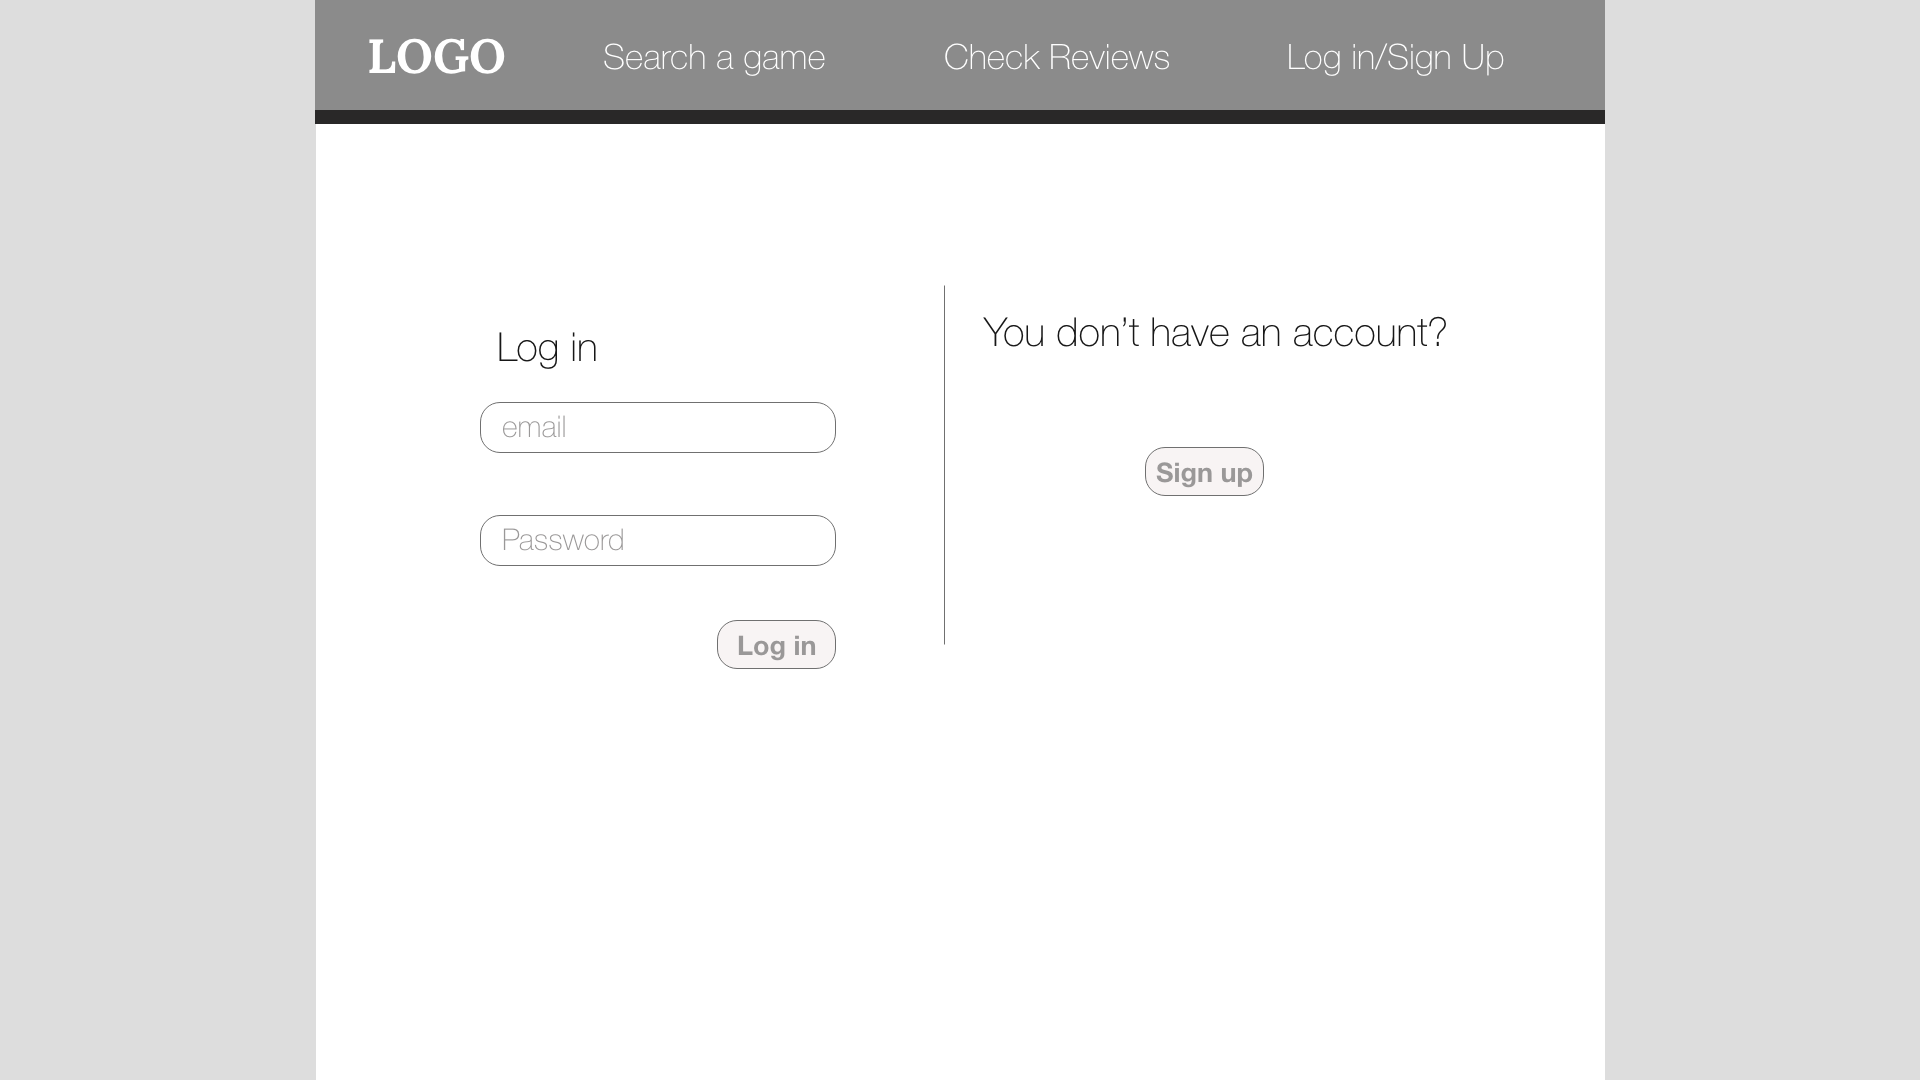 LOGO
Search a game
Check Reviews
Log in/Sign Up
Log in
email
Password
Log in
You don’t have an account?
Sign up